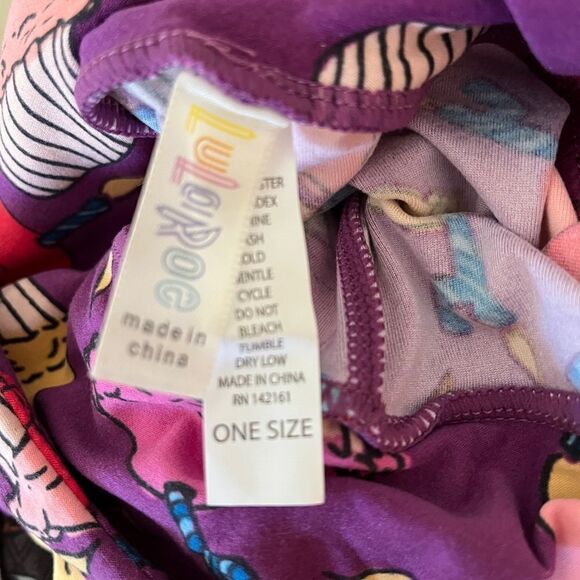 LuLaRoe
made in
china
CYCLE
DO NOT
BLEACH
TUMBLE
DRY LOW
MADE IN CHINA
RN 142161
ONE SIZE